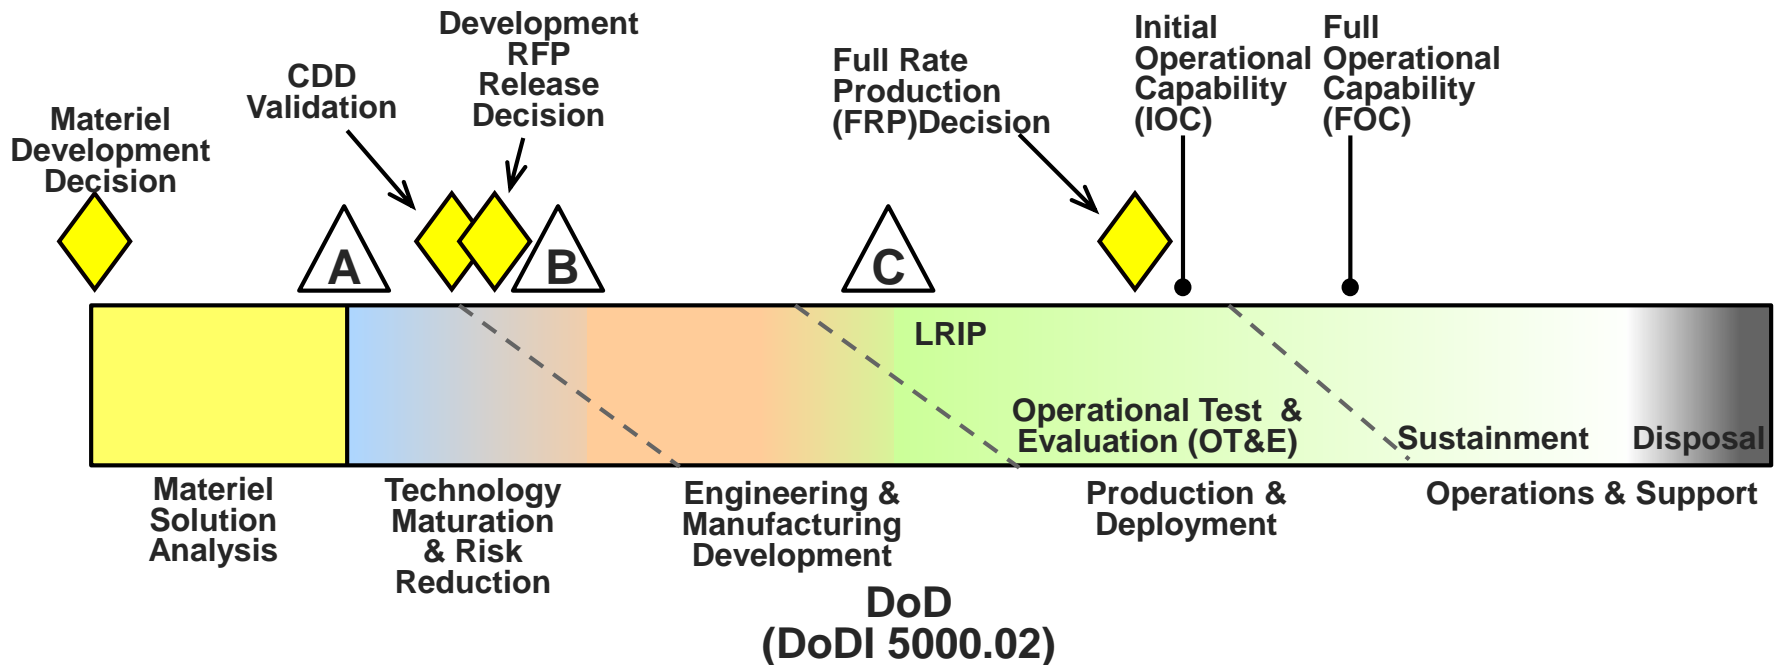 Materiel
Development
Decision
CDD
Validation
Development
RFP
Release
Decision
Full Rate
Production
(FRP)Decision
Initial
Operational
Capability
(IOC)
Full
Operational
Capability
(FOC)
A
B
C
LRIP
Operational Test &
Evaluation (OT&E)
Sustainment
Disposal
Materiel
Solution
Analysis
Technology
Maturation
& Risk
Reduction
Engineering &
Manufacturing
Development
Production &
Deployment
Operations & Support
DoD
(DoDI 5000.02)